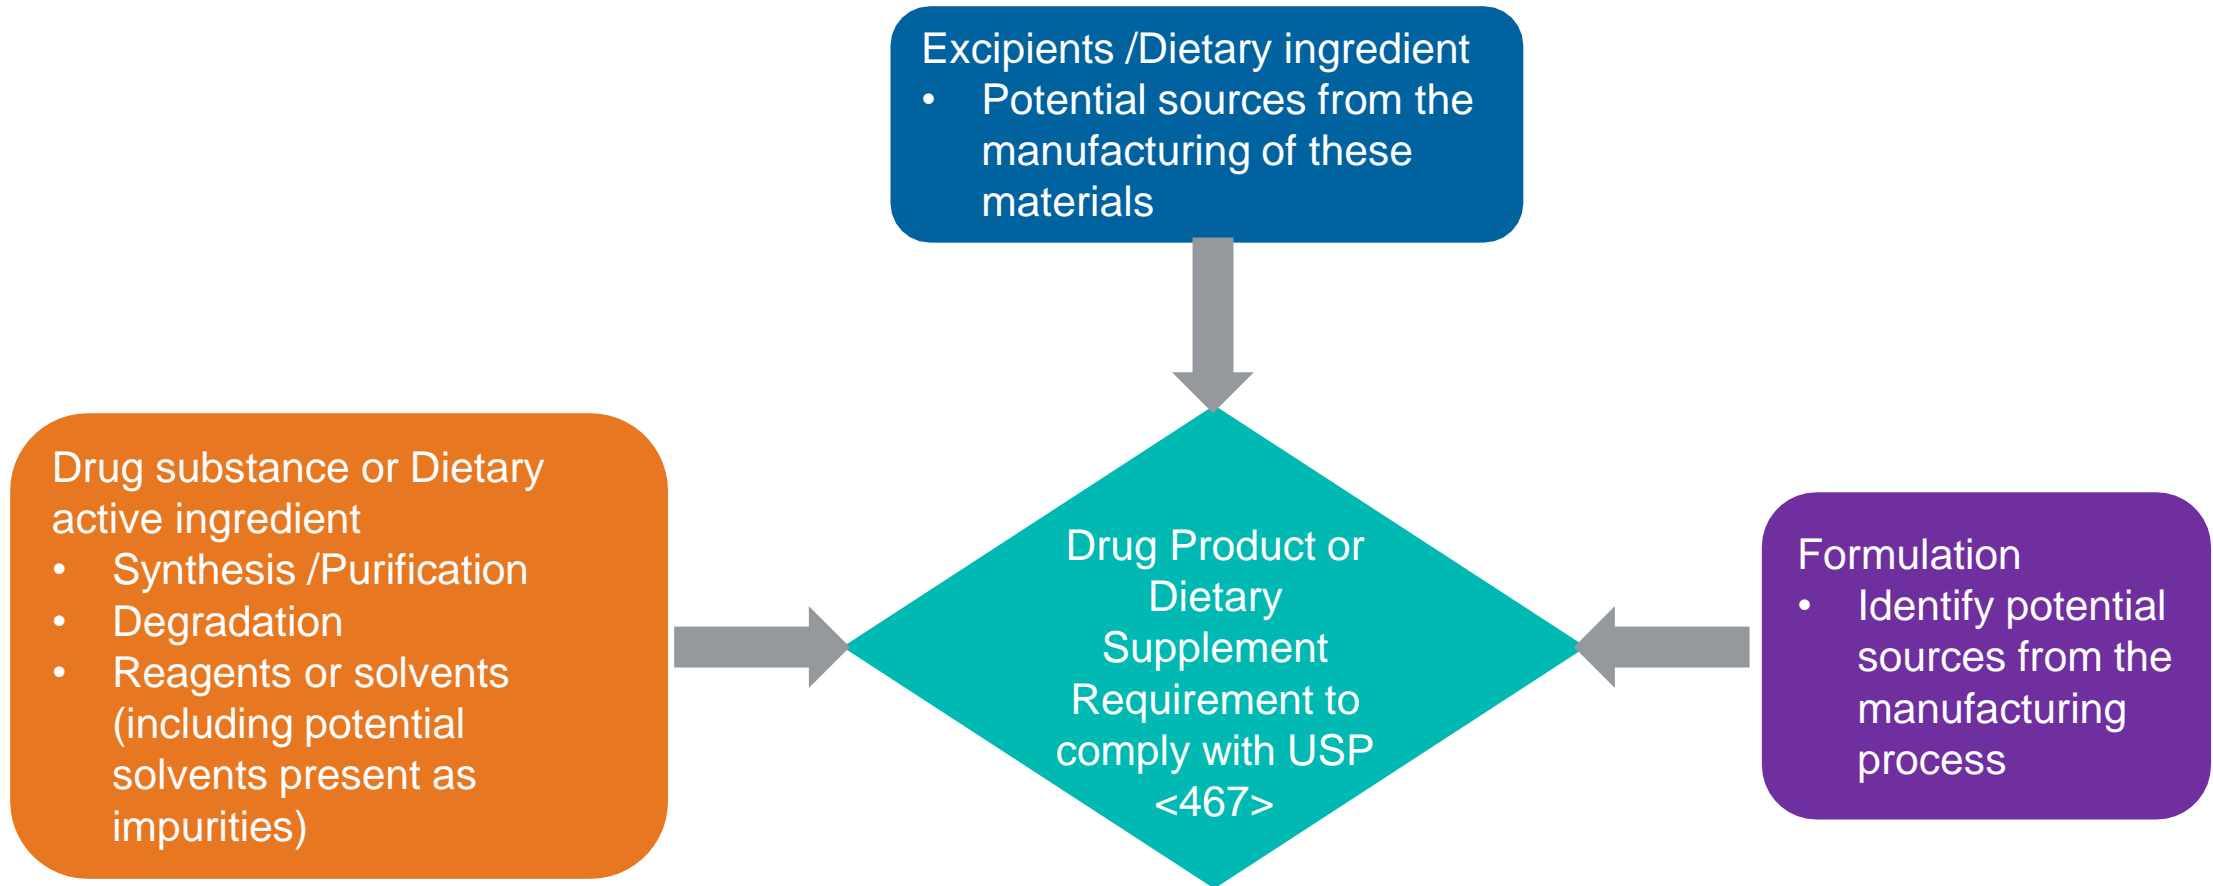 Excipients /Dietary ingredient
• Potential sources from the
manufacturing of these
materials
Drug substance or Dietary
active ingredient
• Synthesis /Purification
• Degradation
• Reagents or solvents
(including potential
solvents present as
impurities)
Drug Product or
Dietary
Supplement
Requirement to
comply with USP
<467>
Formulation
• Identify potential
sources from the
manufacturing
process